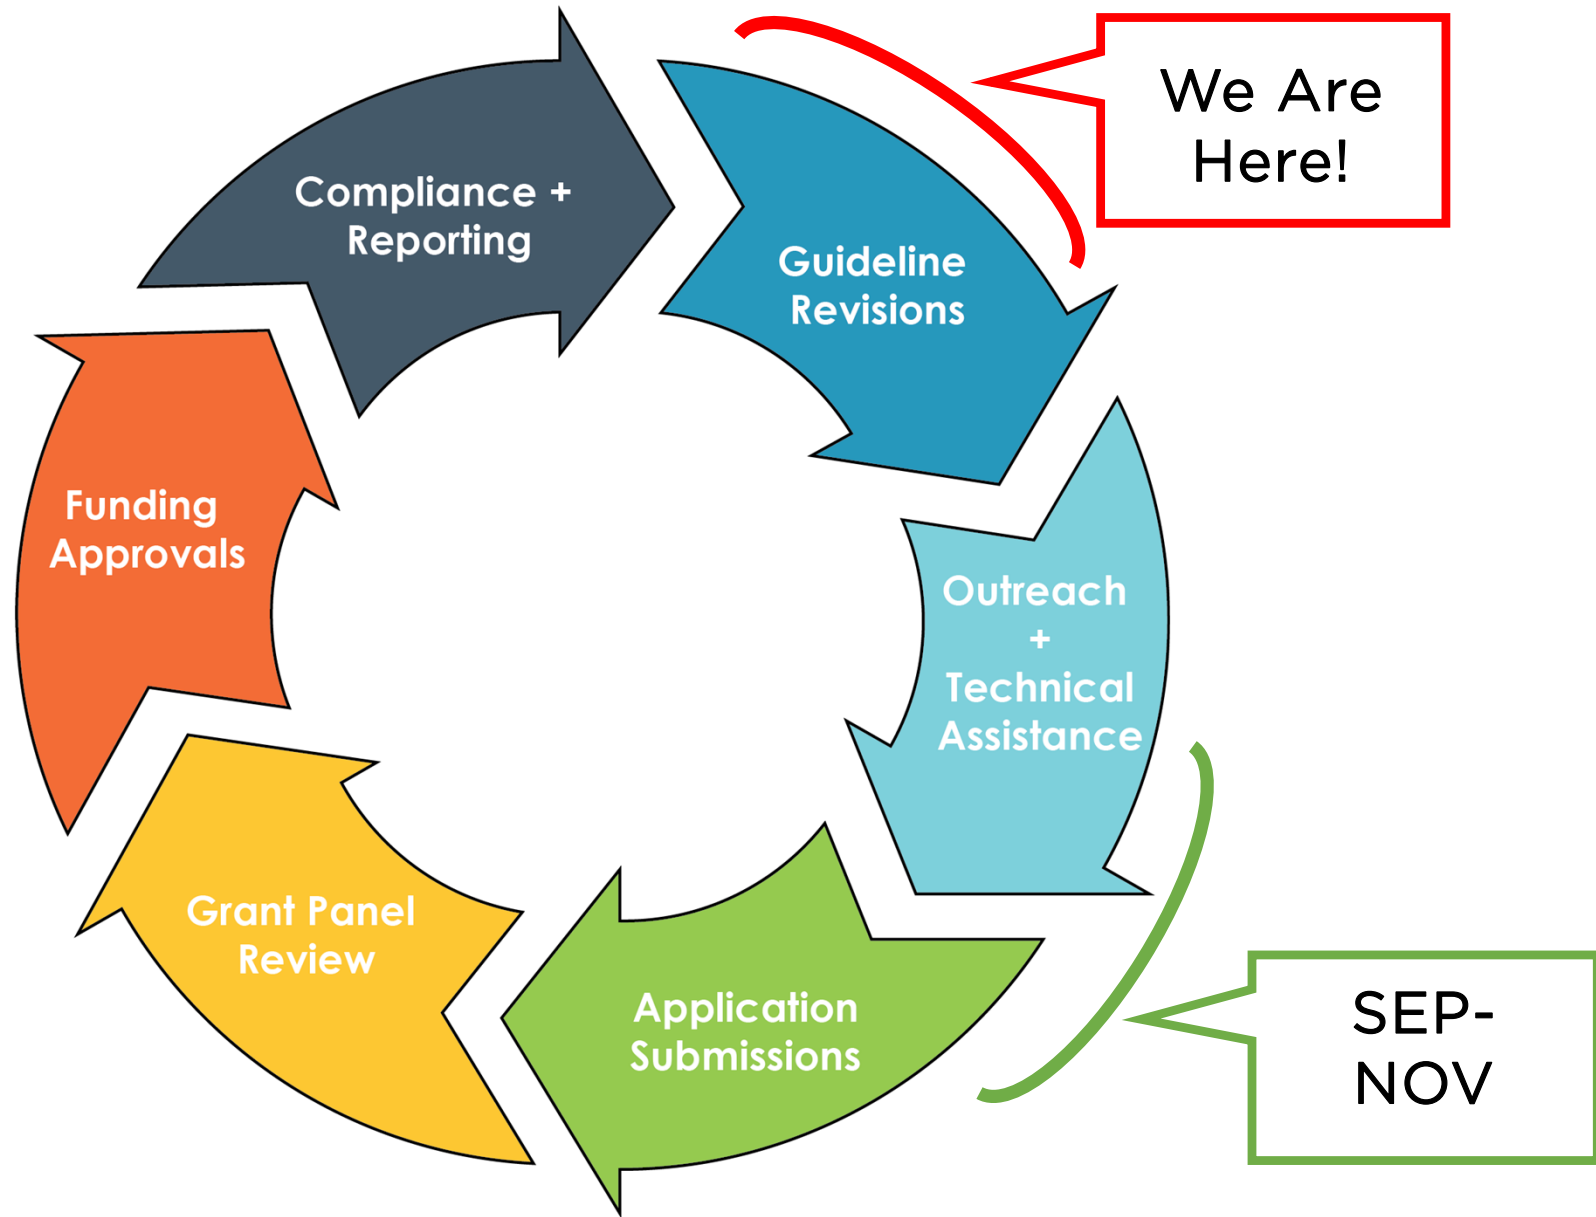 We Are
Here!
Compliance +
Reporting
Guideline
Revisions
Outreach
+
Technical
Assistance
SEP-
NOV
Application
Submissions
Grant Panel
Review
Funding
Approvals